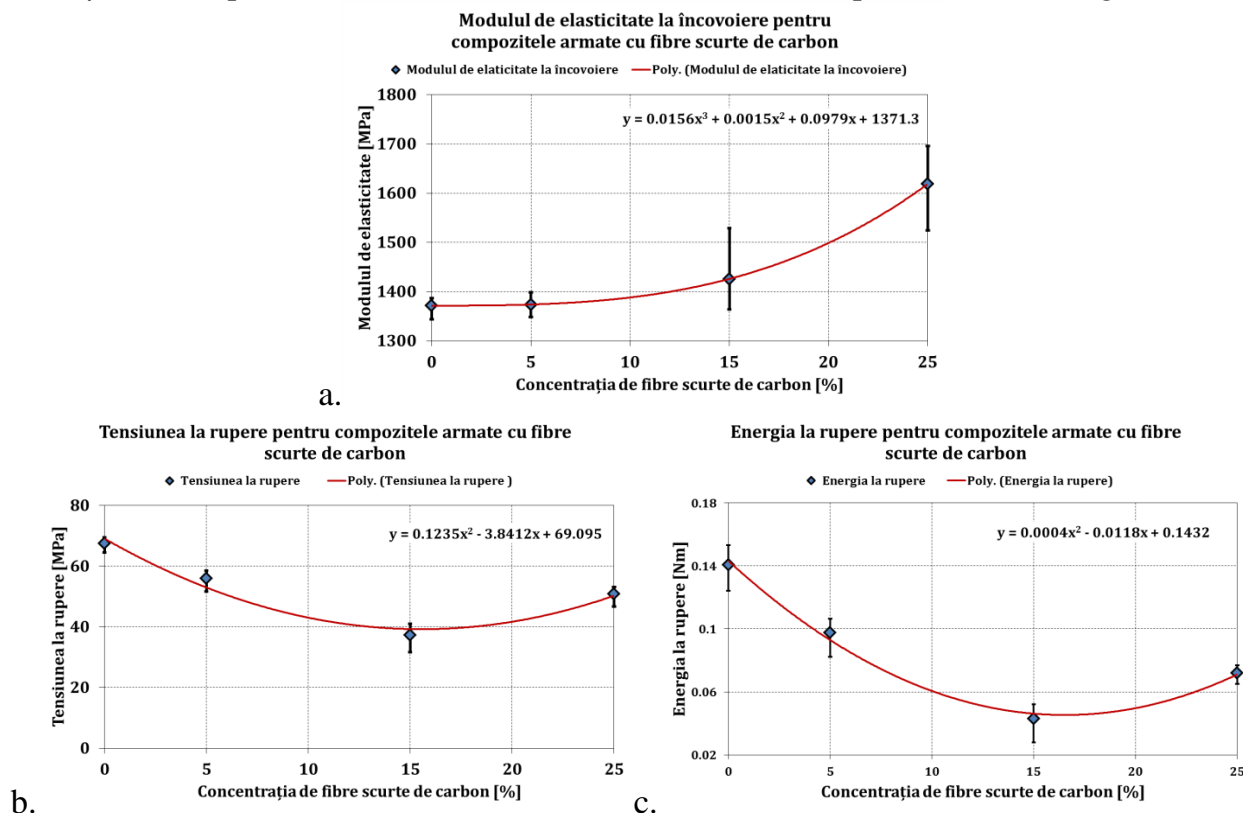 Modulul de elasticitate la încovoiere pentru
compozitele armate cu fibre scurte de carbon
Modulul de elaticitate la încovoiere Poly. (Modulul de elaticitate la încovoiere)
y = 0.0156x³ + 0.0015x² + 0.0979x + 1371.3
Modulul de elasticitate [MPa]
1800
1700
1600
1500
1400
1300
0 5 10 15 20 25
Concentrația de fibre scurte de carbon [%]
a.
Tensiunea la rupere pentru compozitele armate cu fibre
scurte de carbon
Tensiunea la rupere Poly. (Tensiunea la rupere )
y = 0.1235x² - 3.8412x + 69.095
Tensiunea la rupere [MPa]
80
60
40
20
0
0 5 10 15 20 25
Concentrația de fibre scurte de carbon [%]
b.
Energia la rupere pentru compozitele armate cu fibre
scurte de carbon
Energia la rupere Poly. (Energia la rupere)
y = 0.0004x² - 0.0118x + 0.1432
Energia la rupere [Nm]
0.18
0.14
0.1
0.06
0.02
0 5 10 15 20 25
Concentrația de fibre scurte de carbon [%]
c.